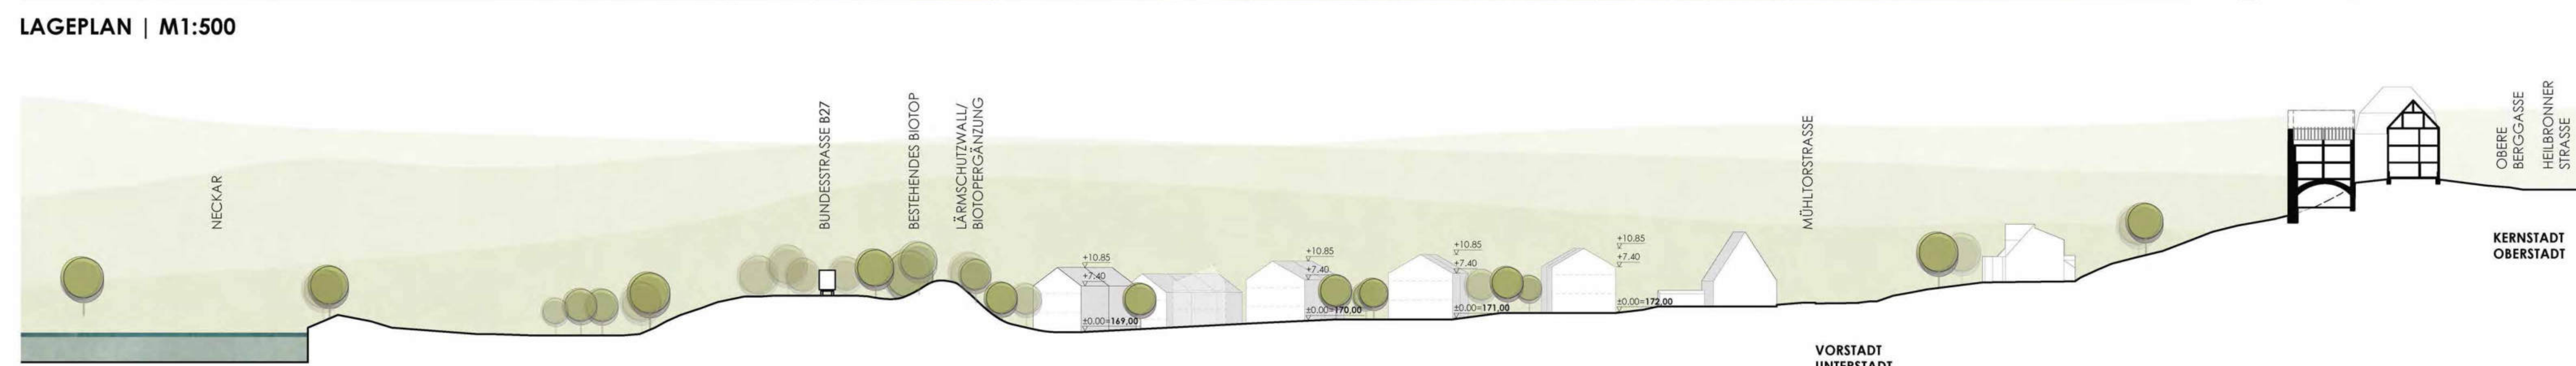 LAGEPLAN | M1:500
NECKAR
BUNDESSTRASSE B27
BESTEHENDES BIOTOP
LÄRMSCHUTZWALL/
BIOTOPERGÄNZUNG
+10.85
+7.40
±0.00=169,00
+10.85
+7.40
±0.00=170,00
+10.85
+7.40
±0.00=171,00
+10.85
+7.40
±0.00=172,00
MÜHLTORSTRASSE
OBERE
BERGGASSE
HEILBRONNER
STRASSE
KERNSTADT
OBERSTADT
VORSTADT
UNTERSTADT